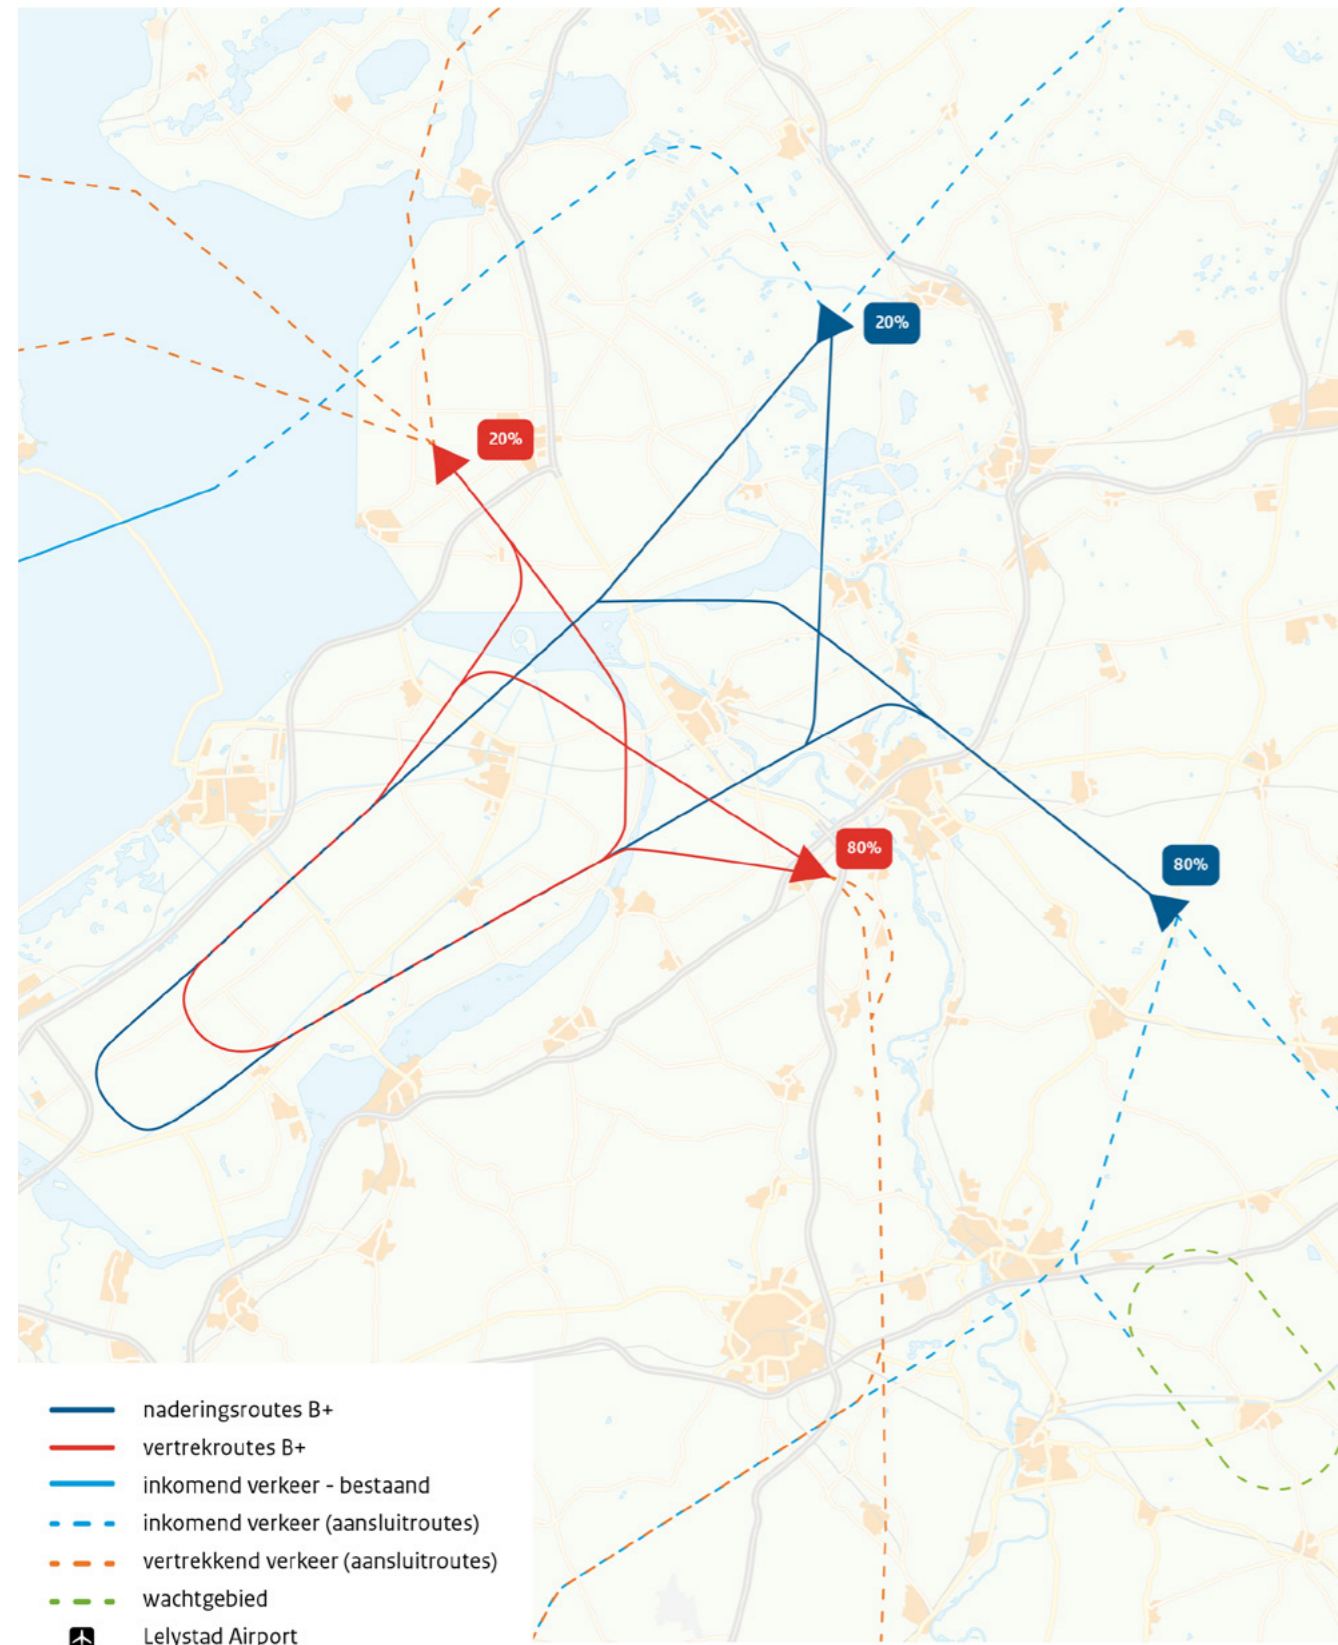 20%
20%
80%
80%
naderingsroutes B+
vertrekroutes B+
inkomend verkeer - bestaand
inkomend verkeer (aansluitroutes)
vertrekkend verkeer (aansluitroutes)
wachtgebied
Lelystad Airport